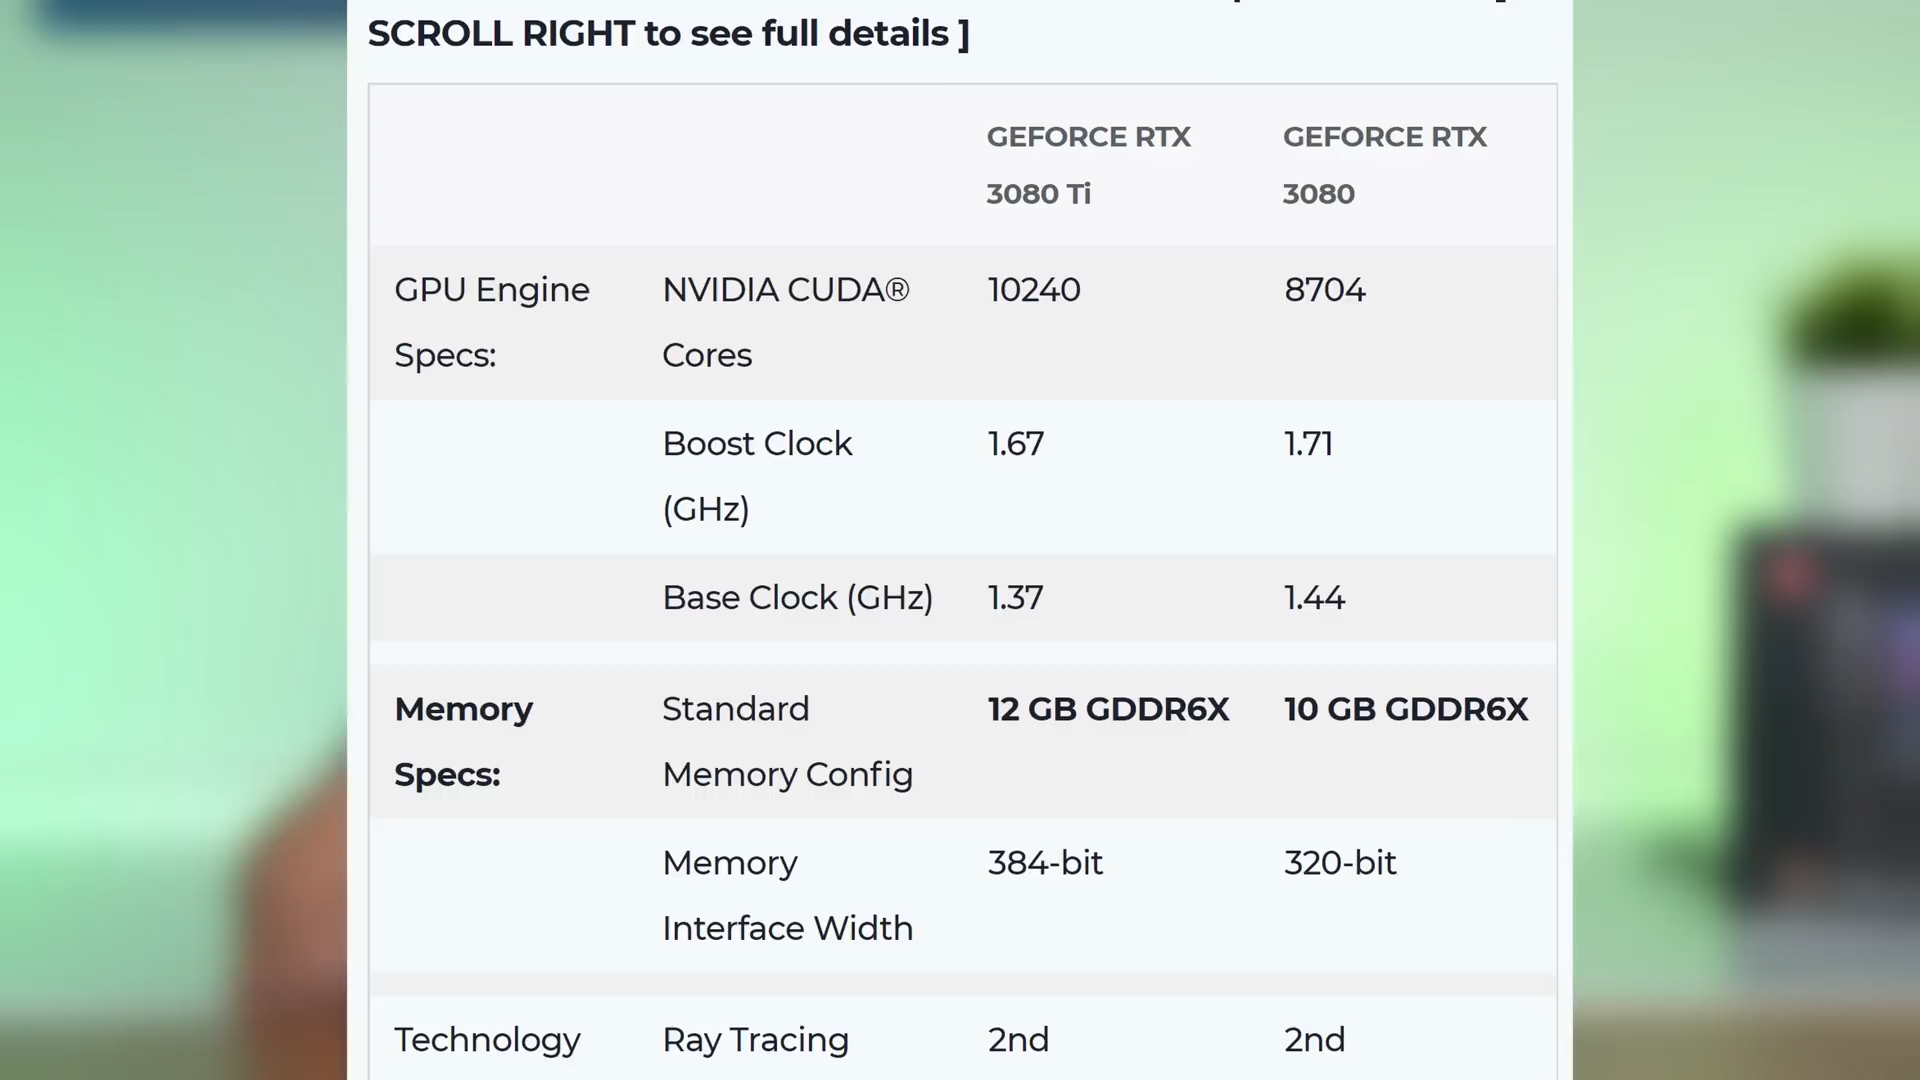 SCROLL RIGHT to see full details ]
GEFORCE RTX GEFORCE RTX
3080 Ti 3080
GPU Engine NVIDIA CUDA® 10240 8704
Specs: Cores
Boost Clock 1.67 1.71
(GHz)
Base Clock (GHz) 1.37 1.44
Memory Standard 12 GB GDDR6X 10 GB GDDR6X
Specs: Memory Config
Memory 384-bit 320-bit
Interface Width
Technology Ray Tracing 2nd 2nd